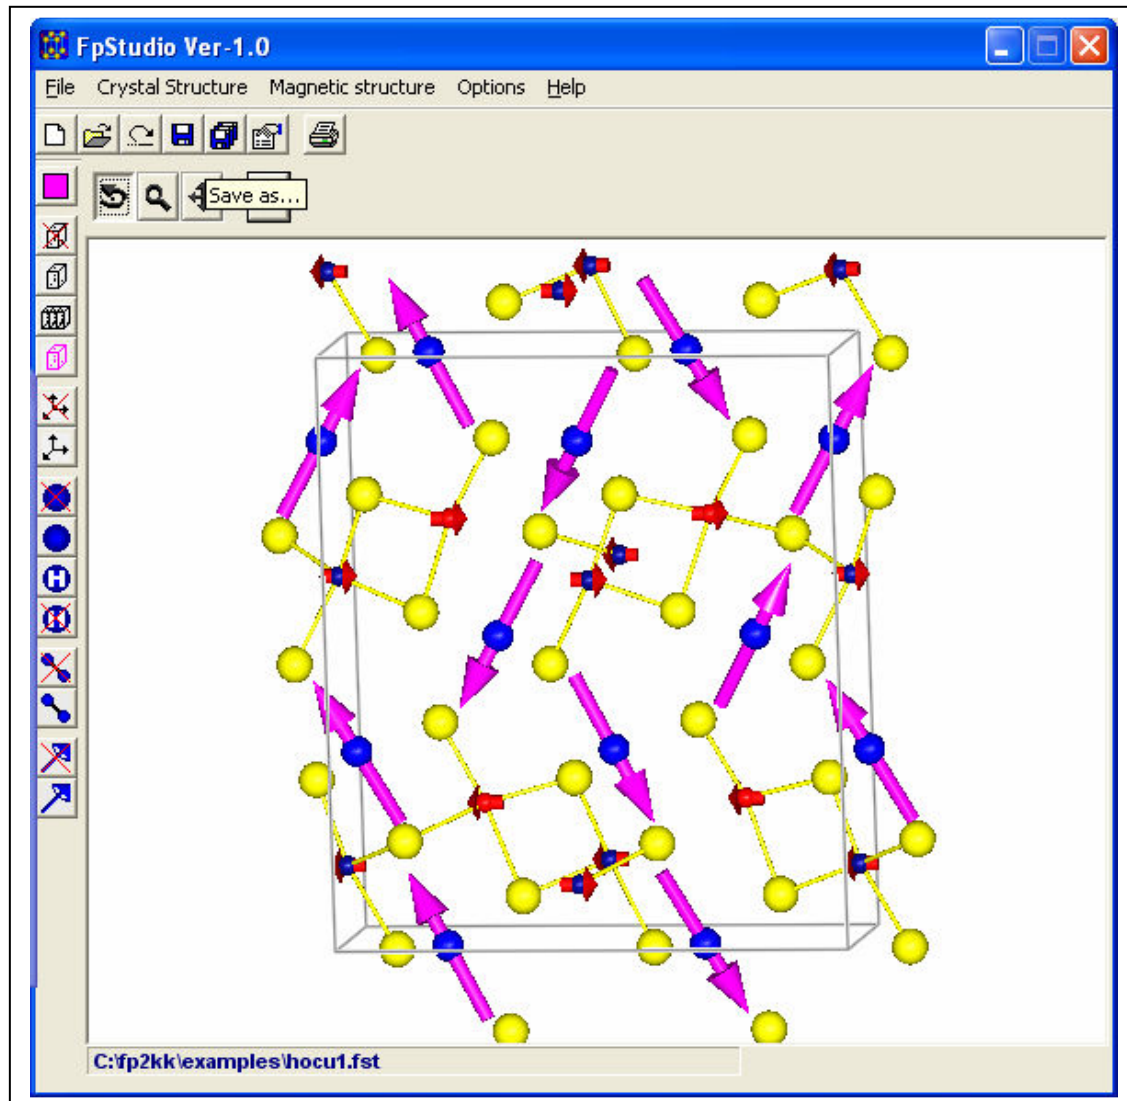 FpStudio Ver-1.0
File Crystal Structure Magnetic structure Options Help
Save as...
C:\fp2kk\examples\hocu1.fst